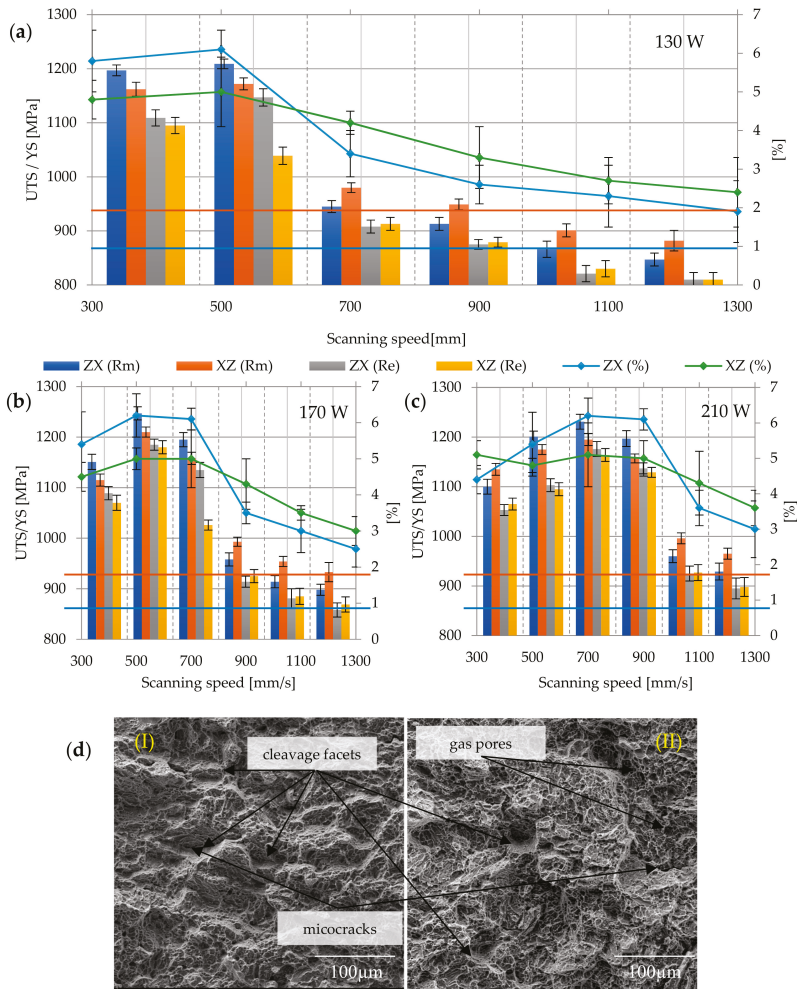 (a)
130 W
UTS / YS [MPa]
1300
1200
1100
1000
900
800
7
6
5
4
3
2
1
0
[%]
300 500 700 900 1100 1300
Scanning speed[mm]
ZX (Rm) XZ (Rm) ZX (Re) XZ (Re) ZX (%) XZ (%)
(b)
170 W
UTS/YS [MPa]
1300
1200
1100
1000
900
800
7
6
5
4
3
2
1
0
[%]
300 500 700 900 1100 1300
Scanning speed [mm/s]
(c)
210 W
UTS/YS [MPa]
1300
1200
1100
1000
900
800
7
6
5
4
3
2
1
0
[%]
300 500 700 900 1100 1300
Scanning speed [mm/s]
(d)
(I)
cleavage facets
gas pores
(II)
micocracks
100μm
100μm